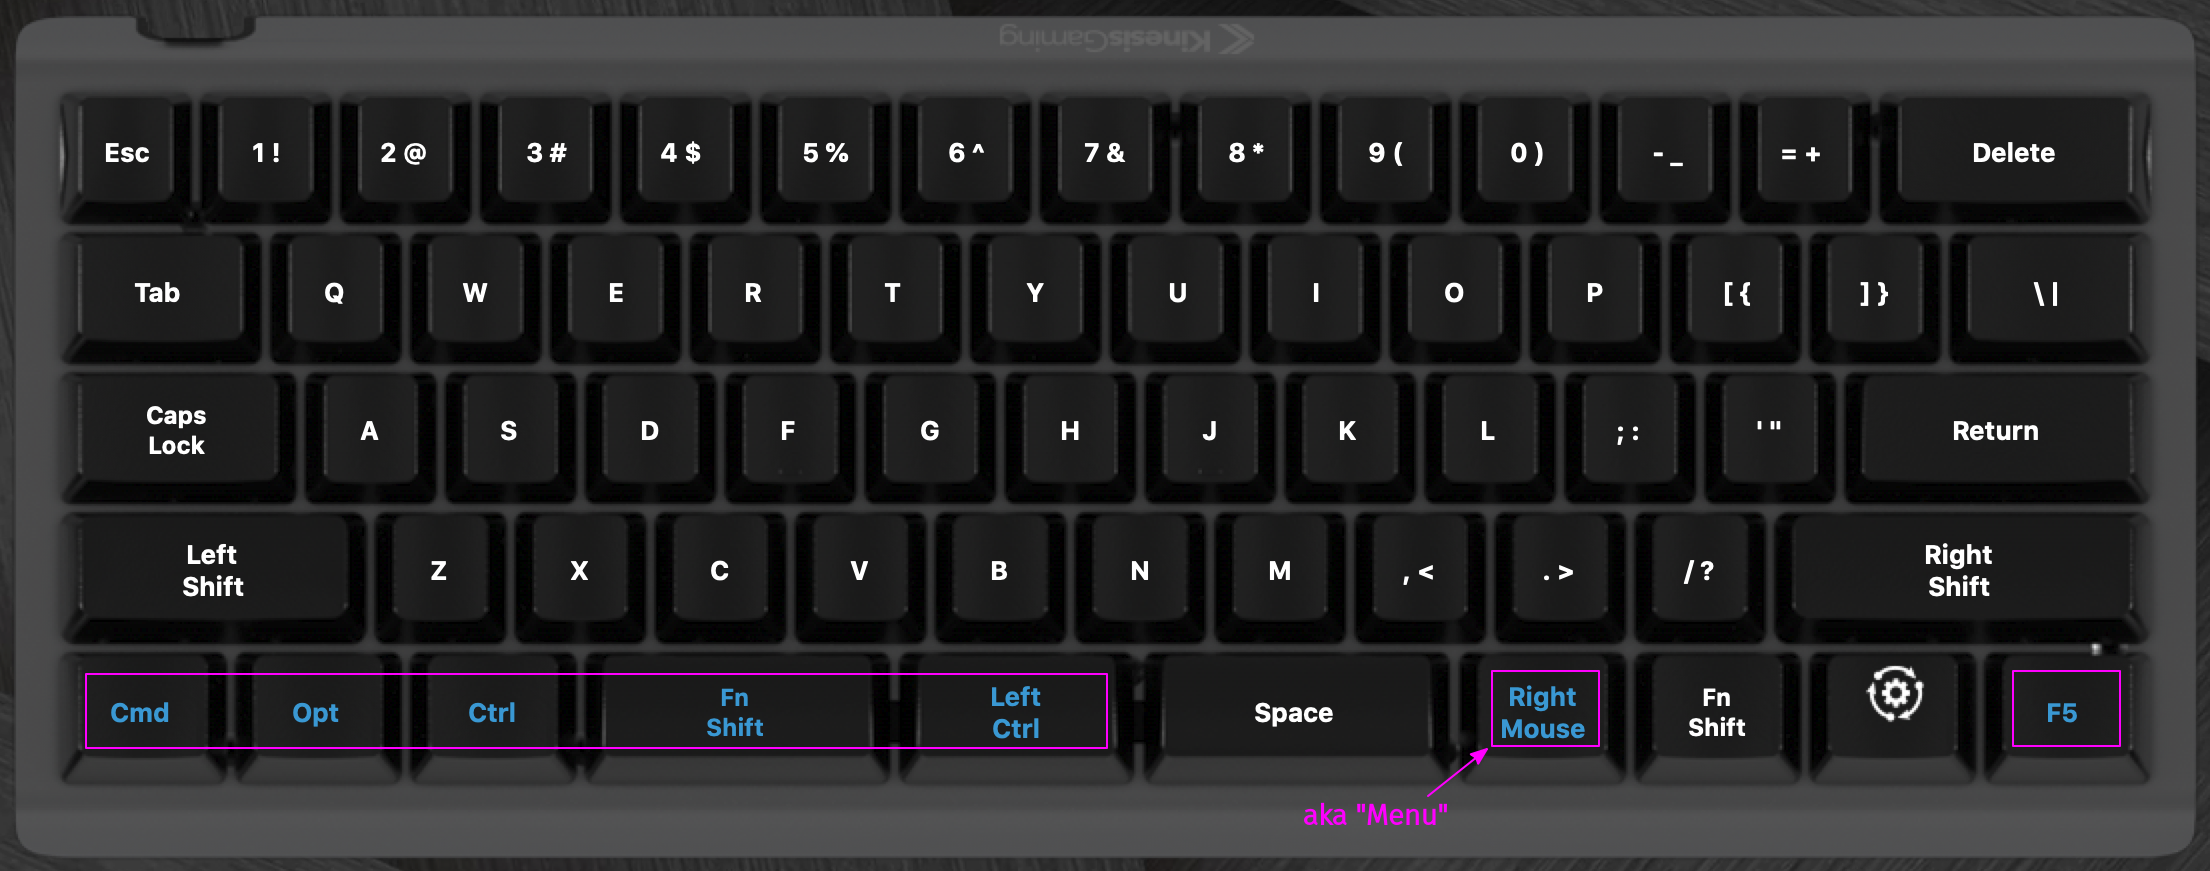 KinesisGaming
Esc 1 ! 2 @ 3 # 4 $ 5 % 6 ^ 7 & 8 * 9 ( 0 ) - _ = + Delete
Tab Q W E R T Y U I O P [ { ] } \ |
Caps
Lock
A S D F G H J K L ; : ' " Return
Left
Shift
Z X C V B N M , < . > / ?
Right
Shift
Cmd Opt Ctrl
Fn
Shift
Left
Ctrl
Space
Right
Mouse
Fn
Shift
F5
aka "Menu"